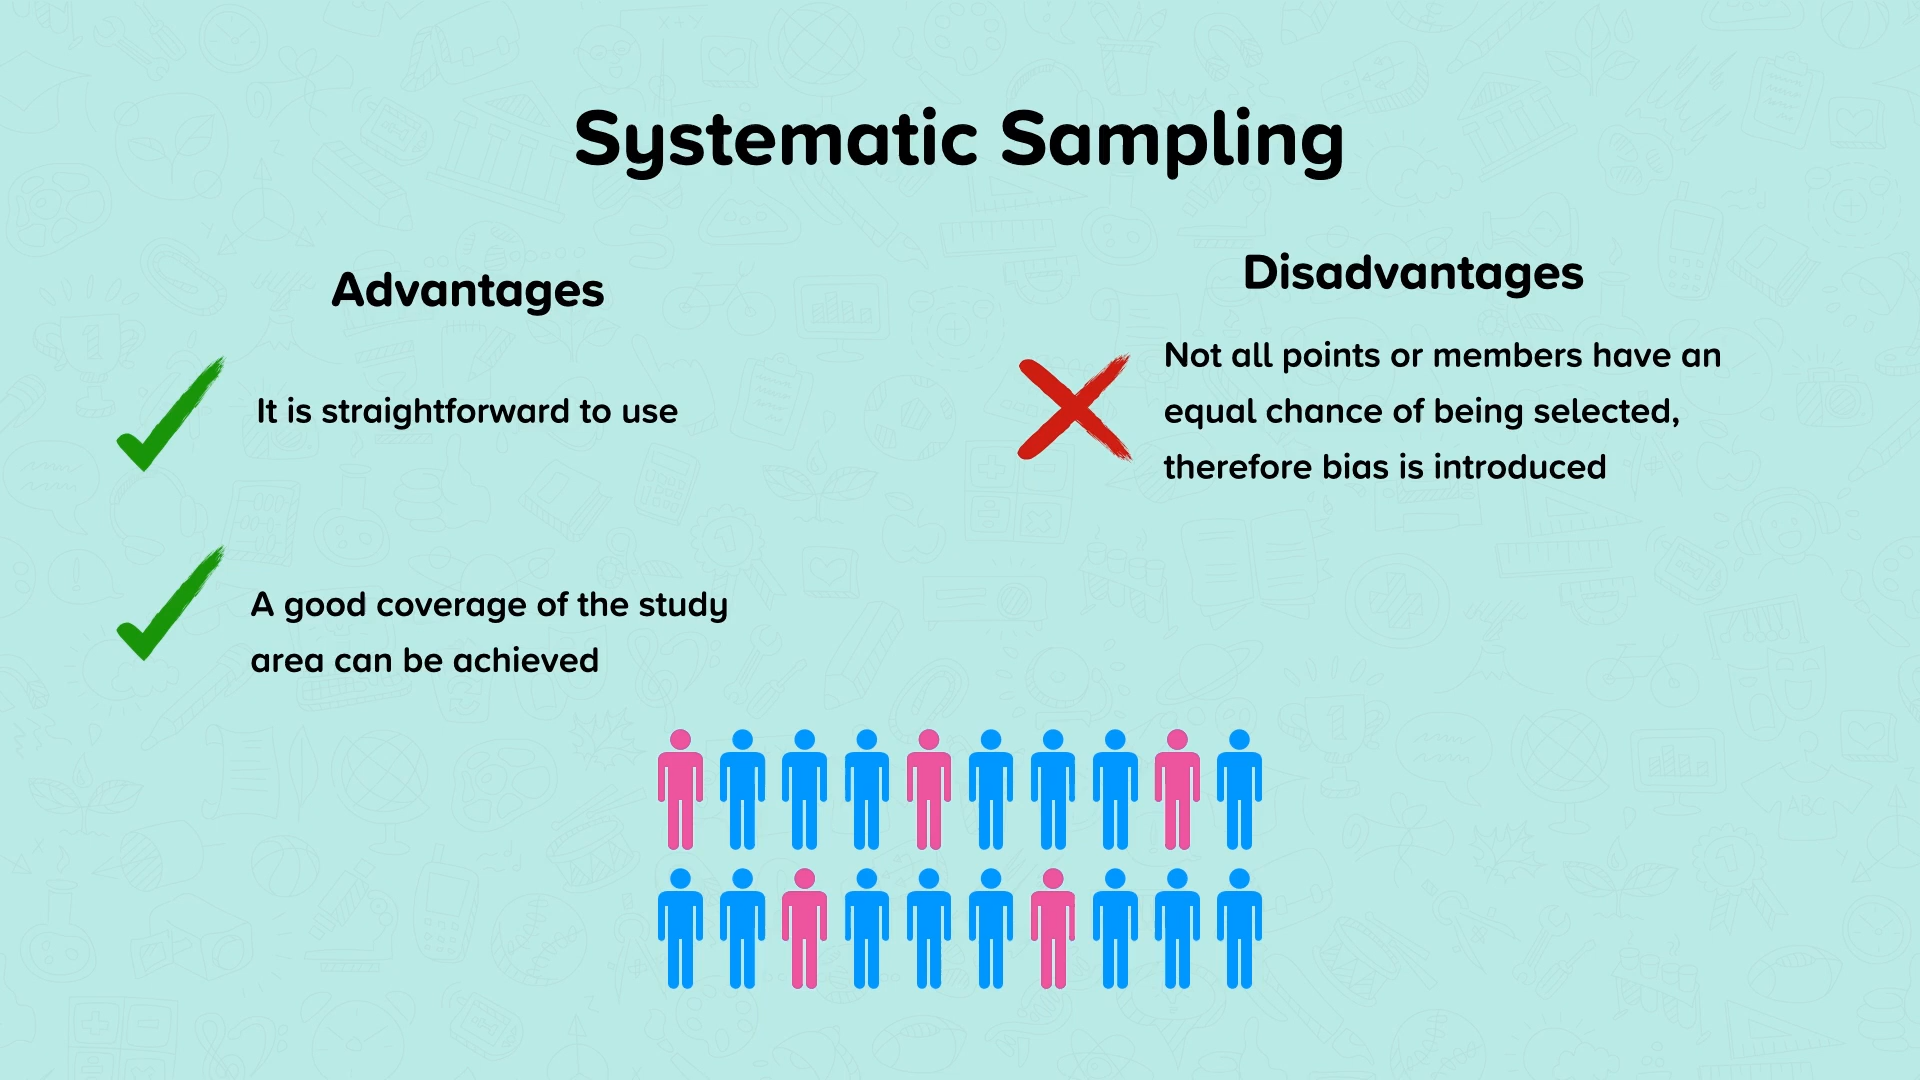 Systematic Sampling
Advantages
It is straightforward to use
A good coverage of the study
area can be achieved
Disadvantages
Not all points or members have an
equal chance of being selected,
therefore bias is introduced